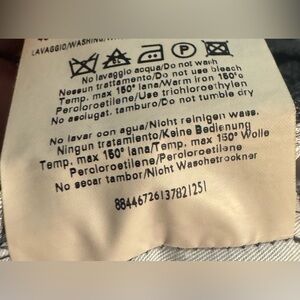 LAVAGGIO/WASHING/
P
No lavaggio acqua/Do not wash
Nessun trattamento/Do not use bleach
Temp. max 150° lana/Warm iron 150°c
Percloroetilene/Use trichloroethylen
No asciugat. tamburo/Do not tumble dry
No lavar con agua/Nicht reinigen wass.
Ningun tratamiento/Keine Bedienung
Temp. max 150° lana/Temp. max 150° Wolle
Percloroetilene/Percloroetilene
No secar tambor/Nicht Waschetrockner
88446726137821251